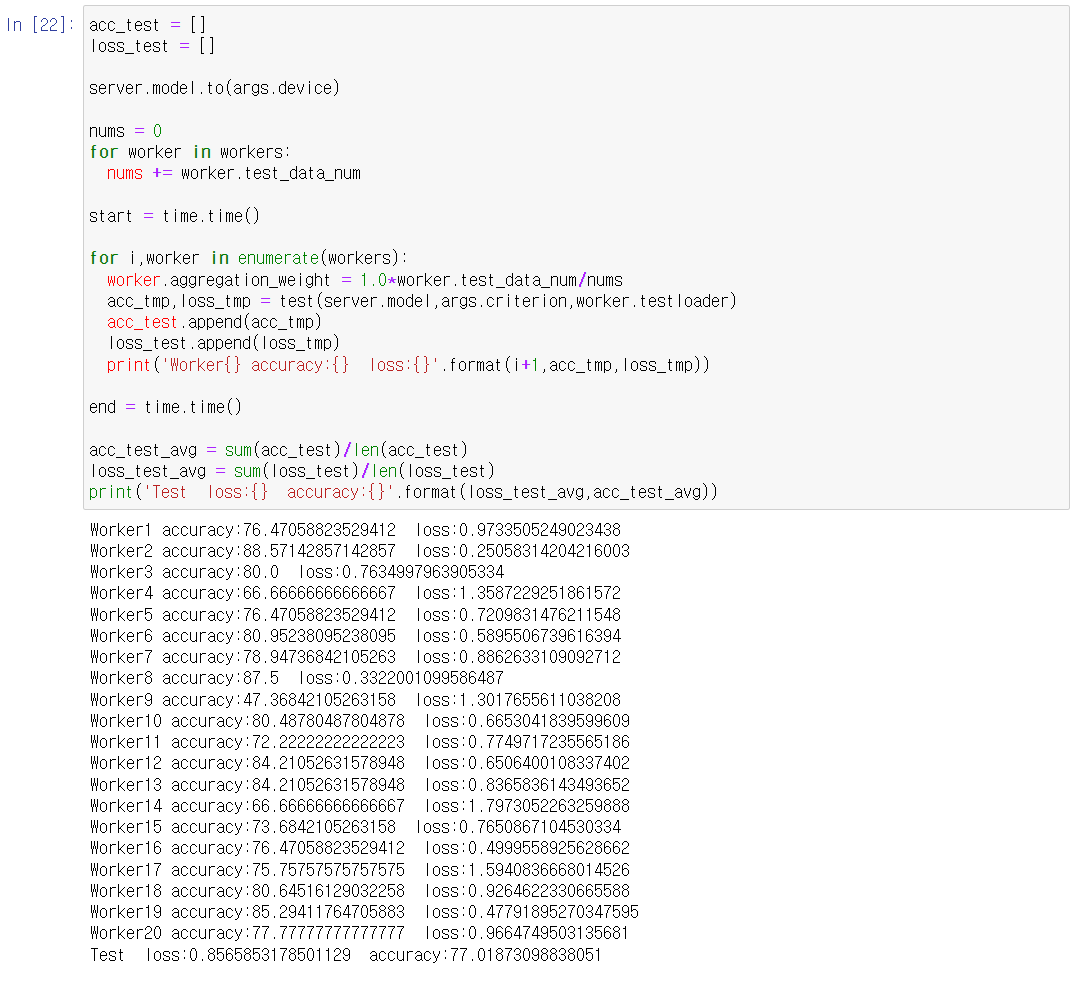 In [22]:
acc_test = []
loss_test = []
server.model.to(args.device)
nums = 0
for worker in workers:
  nums += worker.test_data_num
start = time.time()
for i,worker in enumerate(workers):
  worker.aggregation_weight = 1.0*worker.test_data_num/nums
  acc_tmp,loss_tmp = test(server.model,args.criterion,worker.testloader)
  acc_test.append(acc_tmp)
  loss_test.append(loss_tmp)
  print('Worker{} accuracy:{}  loss:{}'.format(i+1,acc_tmp,loss_tmp))
end = time.time()
acc_test_avg = sum(acc_test)/len(acc_test)
loss_test_avg = sum(loss_test)/len(loss_test)
print('Test  loss:{}  accuracy:{}'.format(loss_test_avg,acc_test_avg))
Worker1 accuracy:76.47058823529412  loss:0.9733505249023438
Worker2 accuracy:88.57142857142857  loss:0.25058314204216003
Worker3 accuracy:80.0  loss:0.7634997963905334
Worker4 accuracy:66.66666666666667  loss:1.3587229251861572
Worker5 accuracy:76.47058823529412  loss:0.7209831476211548
Worker6 accuracy:80.95238095238095  loss:0.5895506739616394
Worker7 accuracy:78.94736842105263  loss:0.8862633109092712
Worker8 accuracy:87.5  loss:0.3322001099586487
Worker9 accuracy:47.36842105263158  loss:1.3017655611038208
Worker10 accuracy:80.48780487804878  loss:0.6653041839599609
Worker11 accuracy:72.22222222222223  loss:0.7749717235565186
Worker12 accuracy:84.21052631578948  loss:0.6506400108337402
Worker13 accuracy:84.21052631578948  loss:0.8365836143493652
Worker14 accuracy:66.66666666666667  loss:1.7973052263259888
Worker15 accuracy:73.6842105263158  loss:0.7650867104530334
Worker16 accuracy:76.47058823529412  loss:0.4999558925628662
Worker17 accuracy:75.75757575757575  loss:1.5940836668014526
Worker18 accuracy:80.64516129032258  loss:0.9264622330665588
Worker19 accuracy:85.29411764705883  loss:0.47791895270347595
Worker20 accuracy:77.77777777777777  loss:0.9664749503135681
Test  loss:0.8565853178501129  accuracy:77.01873098838051